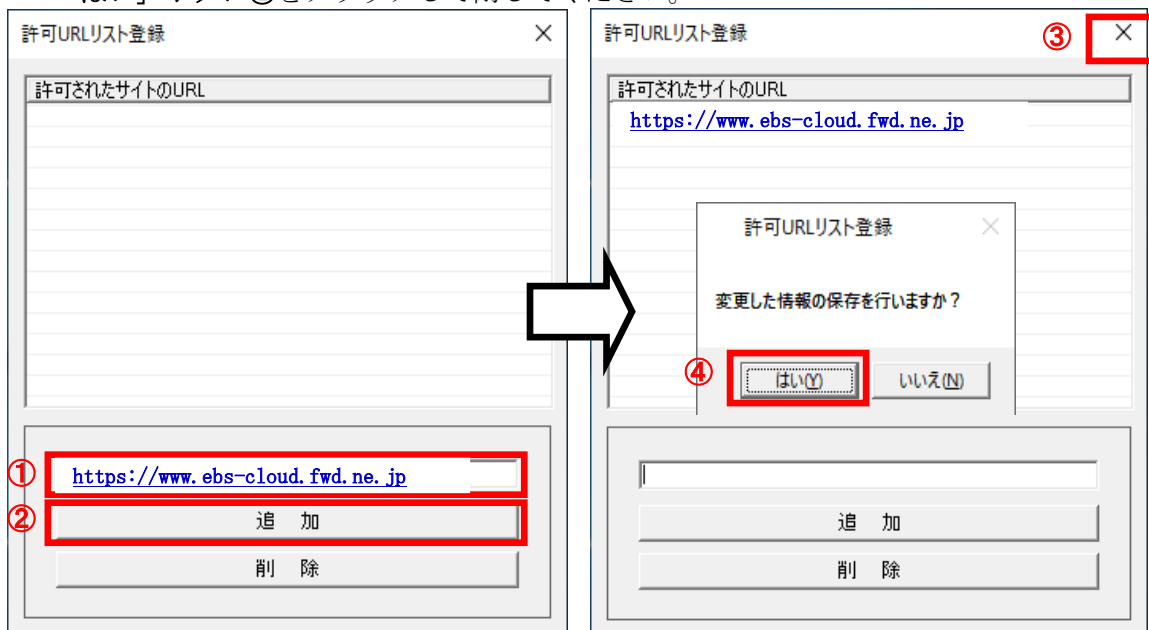 許可URLリスト登録
許可されたサイトのURL
① https://www.ebs-cloud.fwd.ne.jp
② 追 加
削 除
許可URLリスト登録
③
許可されたサイトのURL
https://www.ebs-cloud.fwd.ne.jp
許可URLリスト登録
変更した情報の保存を行いますか？
④ はい(Y) いいえ(N)
追 加
削 除